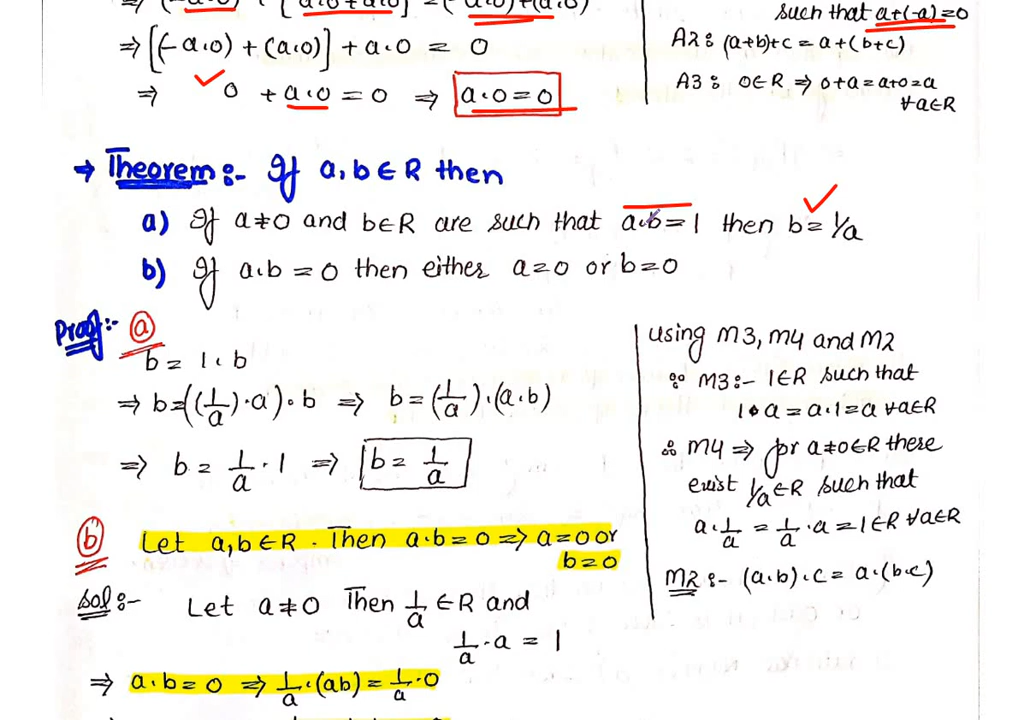 ⇒ [(-a·0) + (a·0)] + a·0 = 0
⇒ 0 + a·0 = 0 ⇒ a·0=0
such that a+(-a)=0
A2: (a+b)+c = a+(b+c)
A3: 0∈R ⇒ 0+a=a+0=a
∀a∈R
→ Theorem:- If a,b∈R then
a) If a≠0 and b∈R are such that a·b=1 then b=1/a
b) If a·b=0 then either a=0 or b=0
Proof:- (a)
b = 1·b
⇒ b=((1/a)·a)·b ⇒ b=(1/a)·(a·b)
⇒ b = 1/a · 1 ⇒ b = 1/a
using M3, M4 and M2
∵ M3:- 1∈R such that
1·a = a·1=a ∀a∈R
∴ M4 ⇒ for a≠0∈R there
exist 1/a∈R such that
a·1/a = 1/a·a = 1∈R ∀a∈R
M2:- (a·b)·c = a·(b·c)
(b) Let a,b∈R. Then a·b=0 ⇒ a=0 or
b=0
Sol:- Let a≠0 Then 1/a ∈R and
1/a·a = 1
⇒ a·b=0 ⇒ 1/a·(ab) = 1/a·0